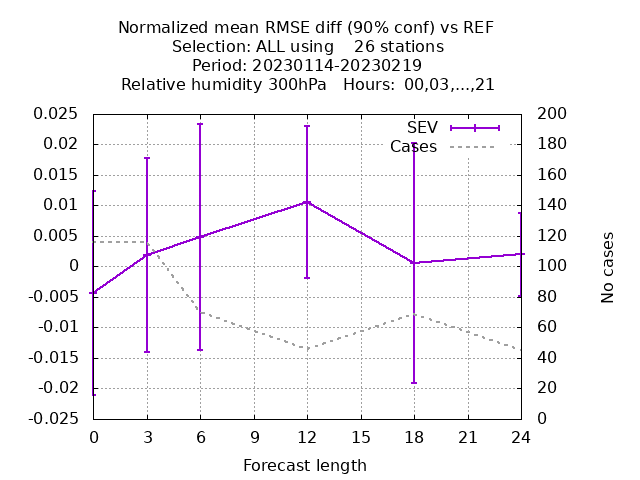 Normalized mean RMSE diff (90% conf) vs REF
Selection: ALL using    26 stations
Period: 20230114-20230219
Relative humidity 300hPa   Hours:  00,03,...,21
0.025
0.02
0.015
0.01
0.005
0
-0.005
-0.01
-0.015
-0.02
-0.025
200
180
160
140
120
100
80
60
40
20
0
SEV
Cases
No cases
0 3 6 9 12 15 18 21 24
Forecast length